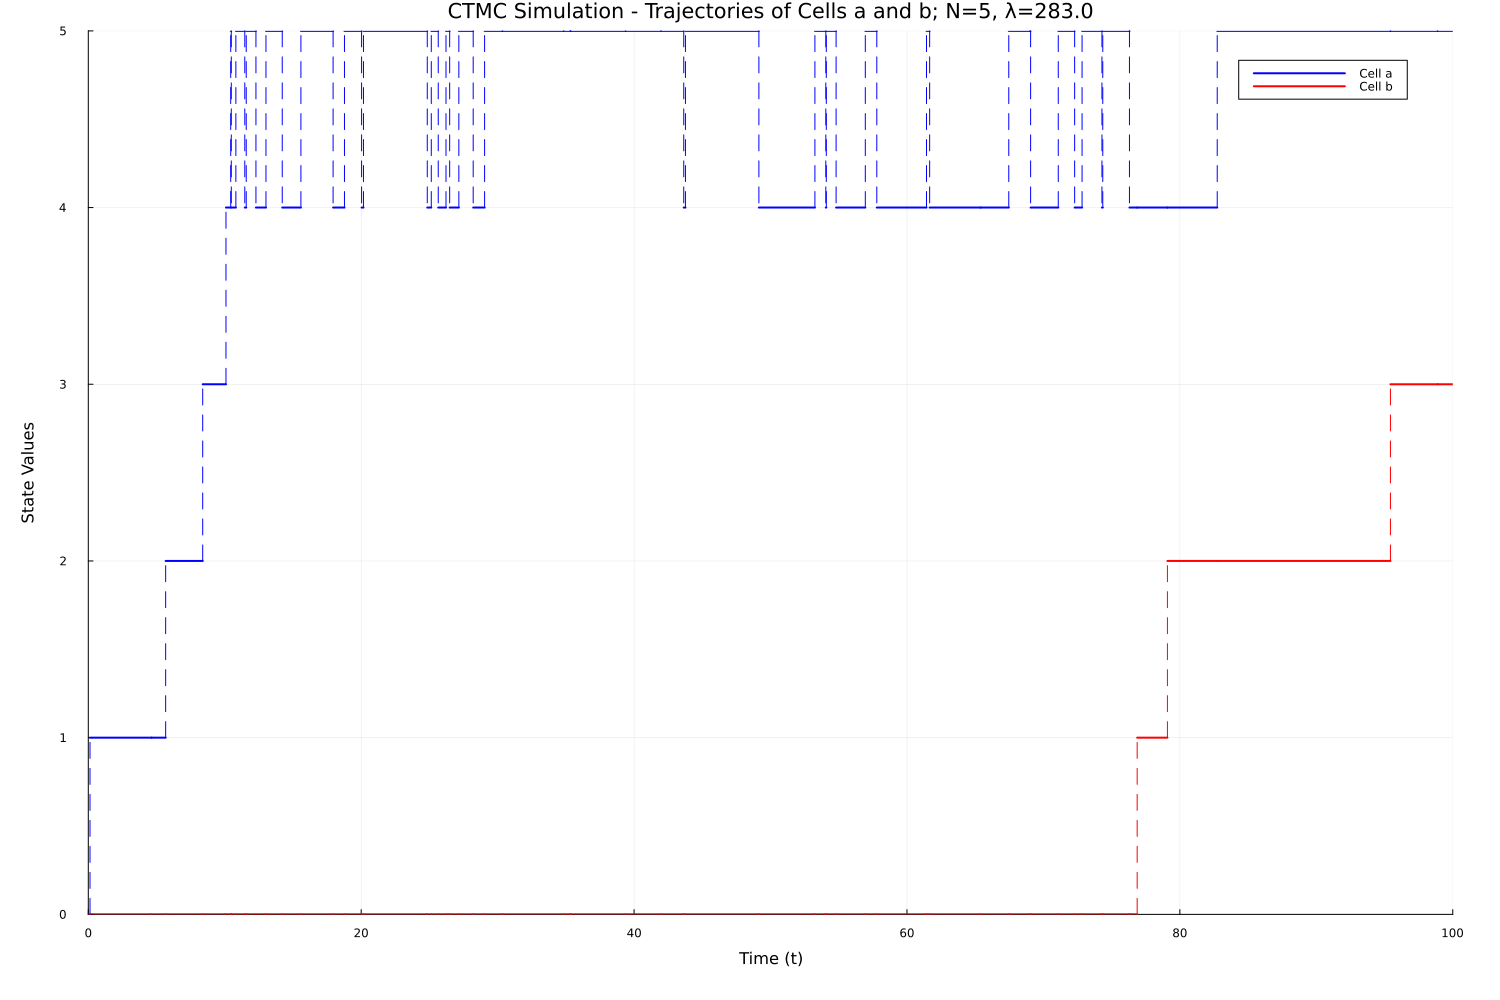 CTMC Simulation - Trajectories of Cells a and b; N=5, λ=283.0
5
Cell a
Cell b
4
3
State Values
2
1
0
0 20 40 60 80 100
Time (t)